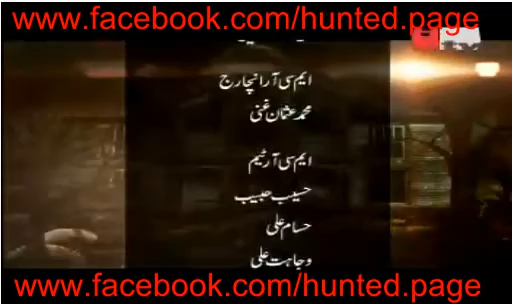 www.facebook.com/hunted.page
ایم سی آر انچارج
محمد عثمان غنی
ایم سی آر ٹیم
حسیب حبیب
حسام علی
وجاہت علی
www.facebook.com/hunted.page